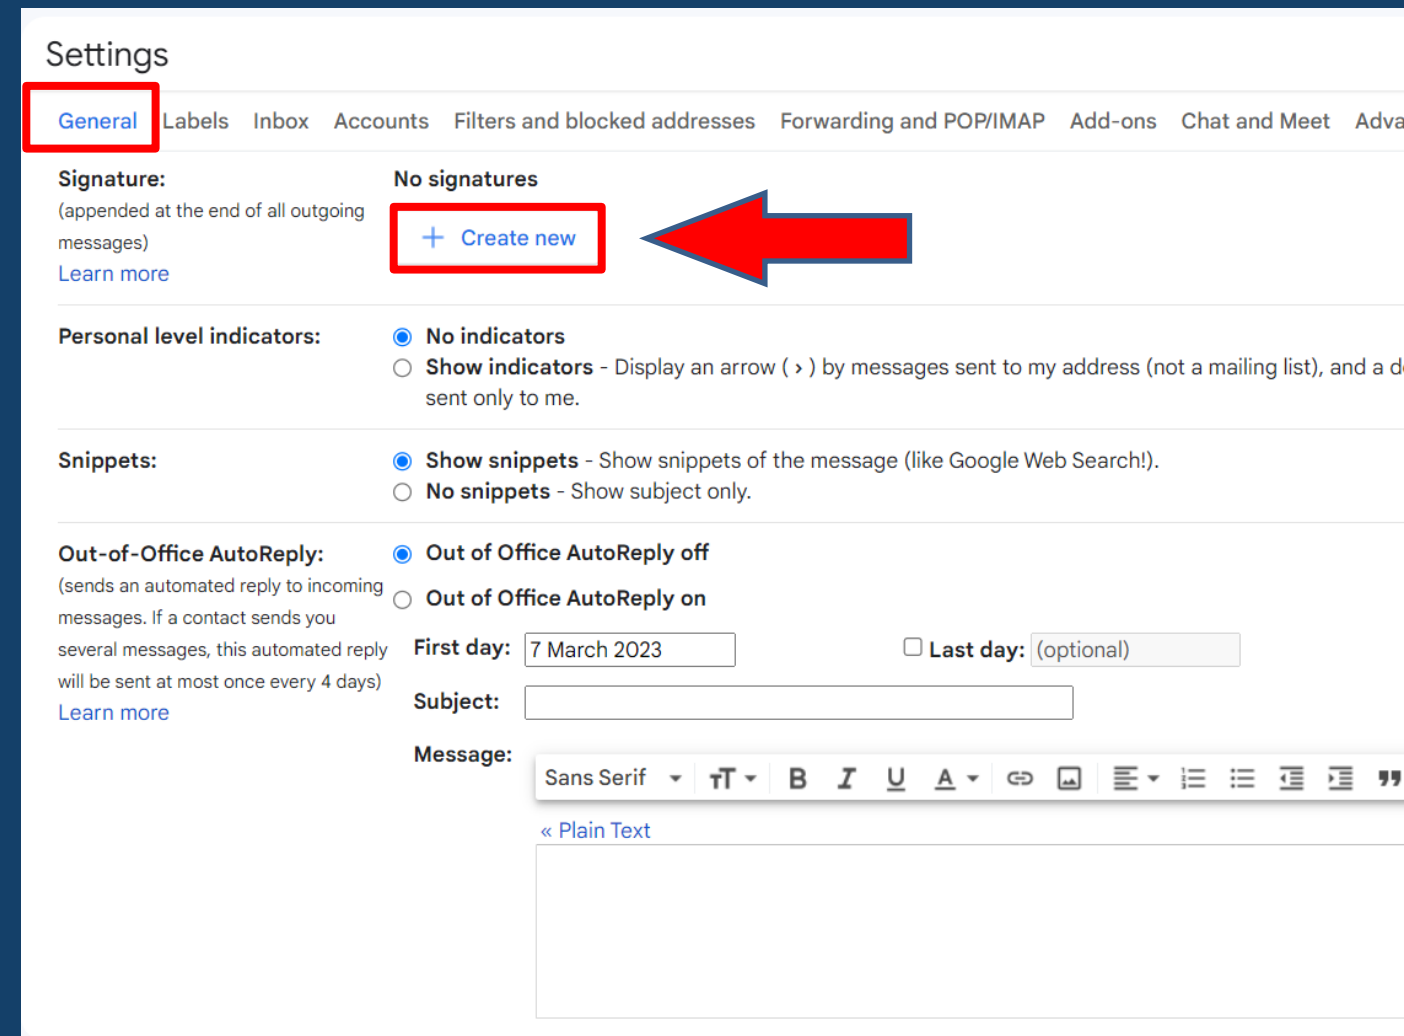 Settings
General Labels Inbox Accounts Filters and blocked addresses Forwarding and POP/IMAP Add-ons Chat and Meet
Signature:
(appended at the end of all outgoing
messages)
Learn more
No signatures
+ Create new
Personal level indicators:
No indicators
Show indicators - Display an arrow ( › ) by messages sent to my address (not a mailing list), and a
sent only to me.
Snippets:
Show snippets - Show snippets of the message (like Google Web Search!).
No snippets - Show subject only.
Out-of-Office AutoReply:
(sends an automated reply to incoming
messages. If a contact sends you
several messages, this automated reply
will be sent at most once every 4 days)
Learn more
Out of Office AutoReply off
Out of Office AutoReply on
First day: 7 March 2023 Last day: (optional)
Subject:
Message:
Sans Serif TT B I U A
« Plain Text